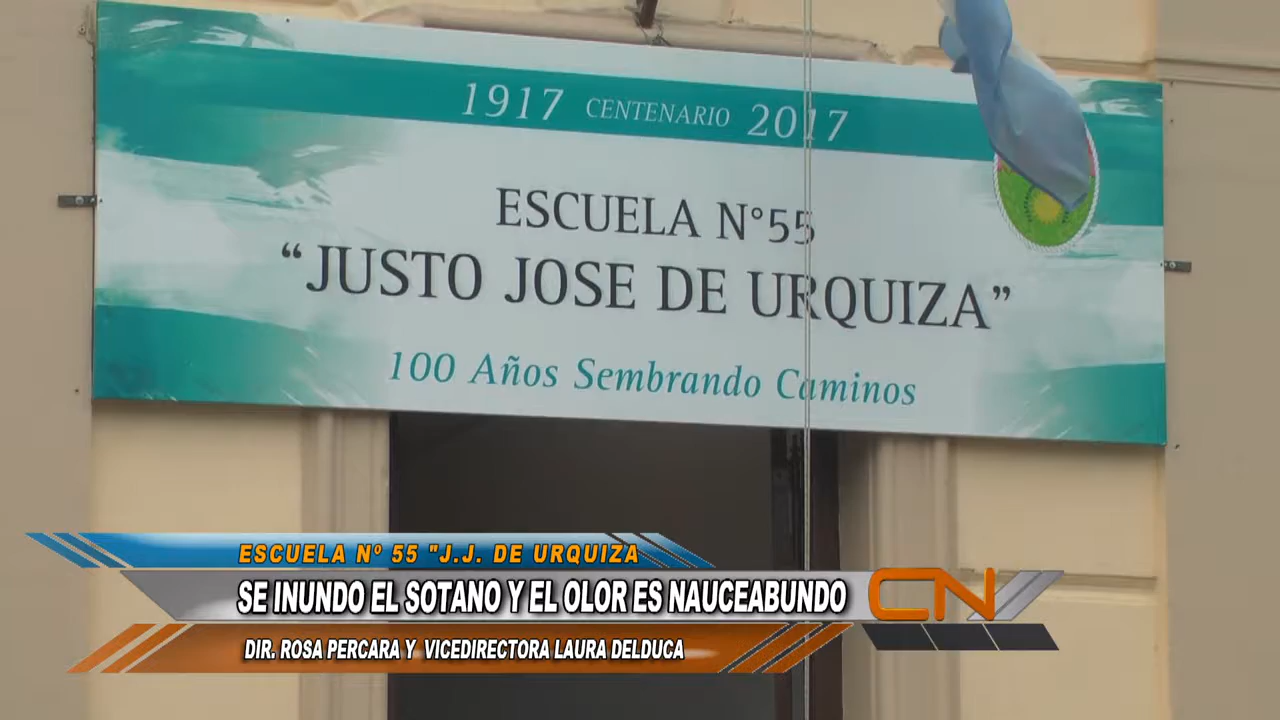 1917 CENTENARIO 2017
ESCUELA N°55
“JUSTO JOSE DE URQUIZA”
100 Años Sembrando Caminos
ESCUELA Nº 55 "J.J. DE URQUIZA
SE INUNDO EL SOTANO Y EL OLOR ES NAUCEABUNDO
CN
DIR. ROSA PERCARA Y VICEDIRECTORA LAURA DELDUCA